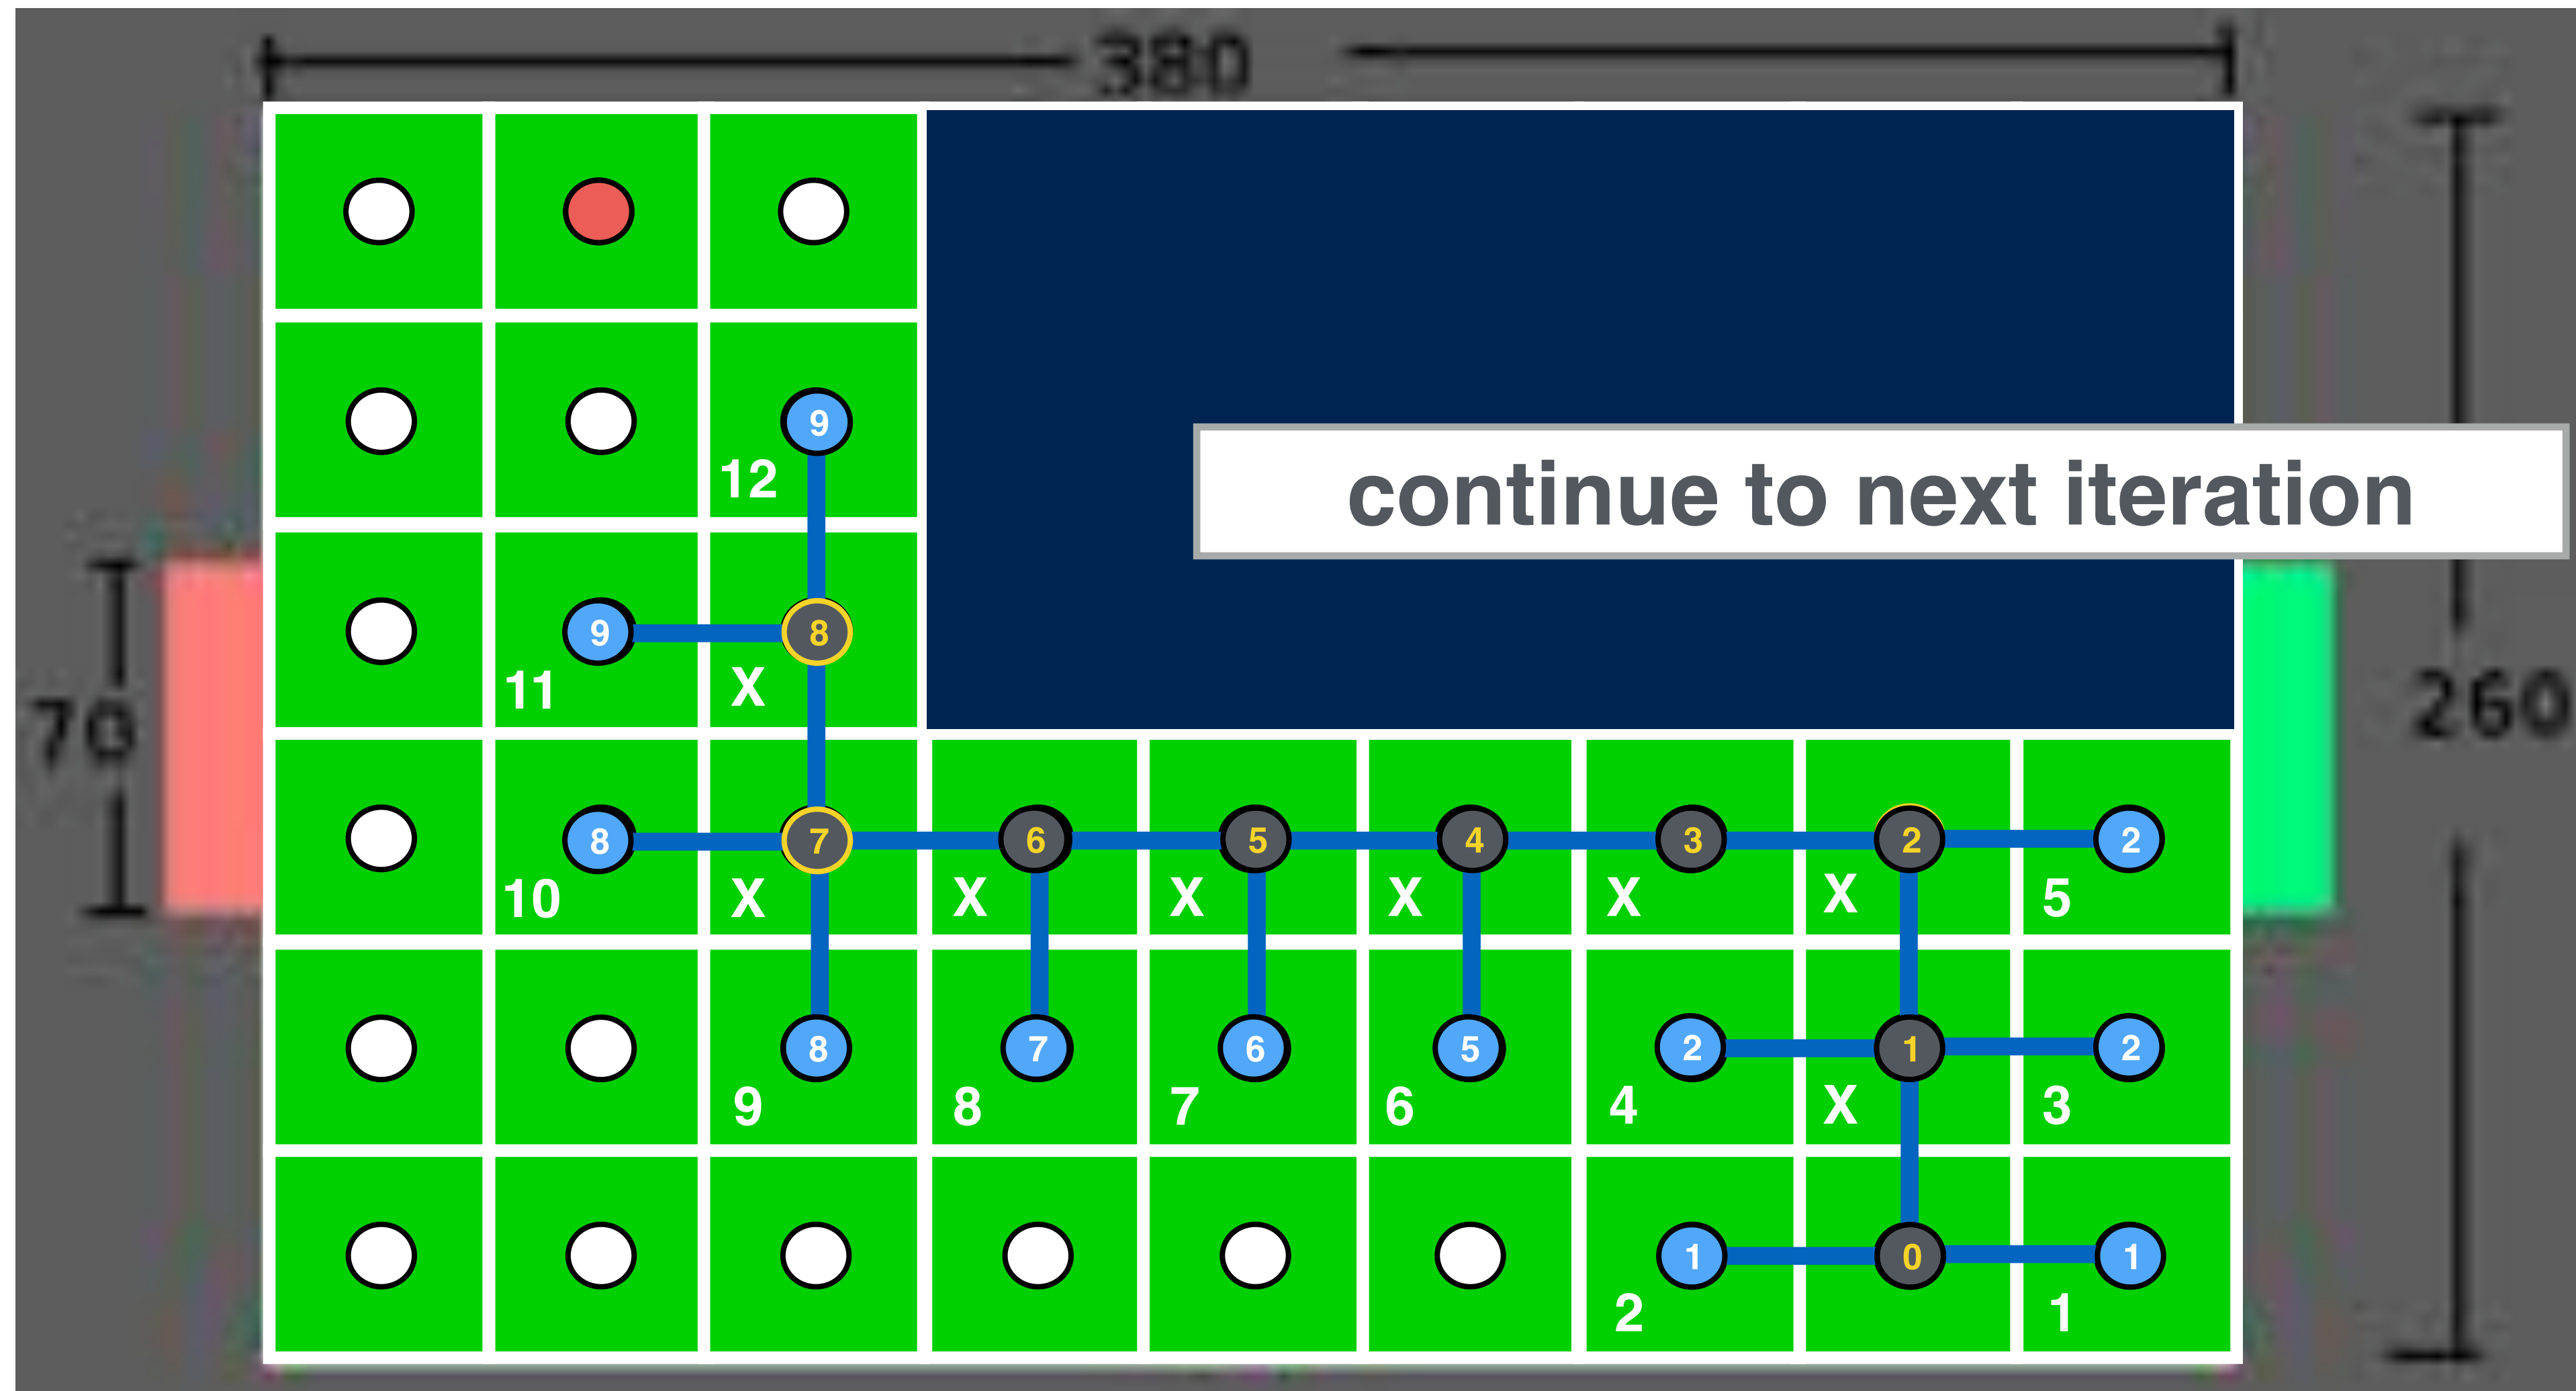 380
9
12
continue to next iteration
9 8
11 X
70 260
8 7 6 5 4 3 2 2
10 X X X X X X 5
8 7 6 5 2 1 2
9 8 7 6 4 X 3
1 0 1
2 1